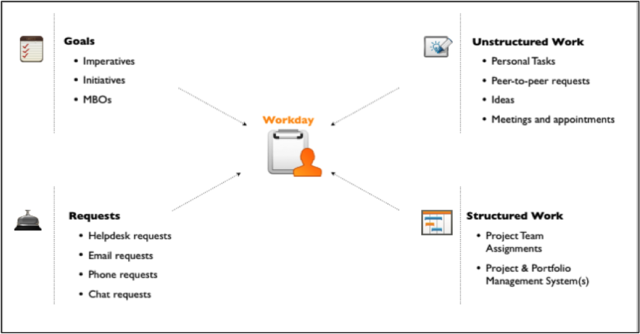 Goals
• Imperatives
• Initiatives
• MBOs
Unstructured Work
• Personal Tasks
• Peer-to-peer requests
• Ideas
• Meetings and appointments
Workday
Requests
• Helpdesk requests
• Email requests
• Phone requests
• Chat requests
Structured Work
• Project Team
Assignments
• Project & Portfolio
Management System(s)